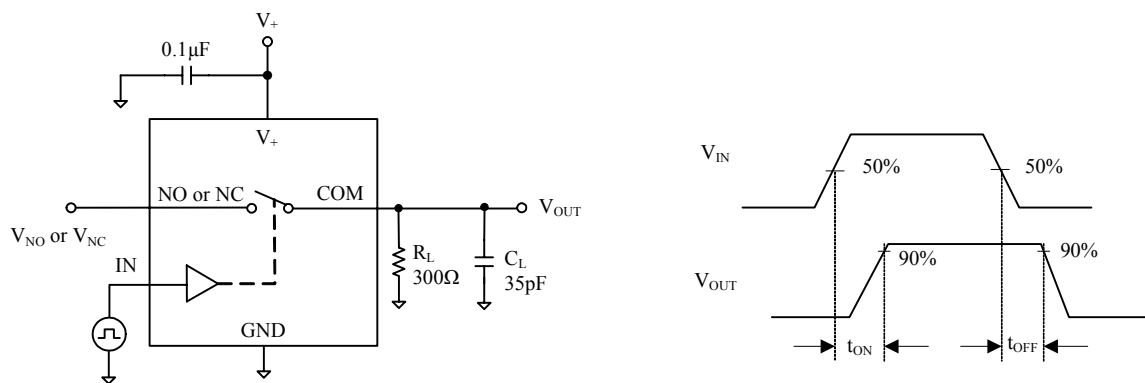 V+
0.1μF
V+
NO or NC
COM
VNO or VNC
VOUT
IN
RL
300Ω
CL
35pF
GND
VIN
50%
50%
VOUT
90%
90%
tON
tOFF